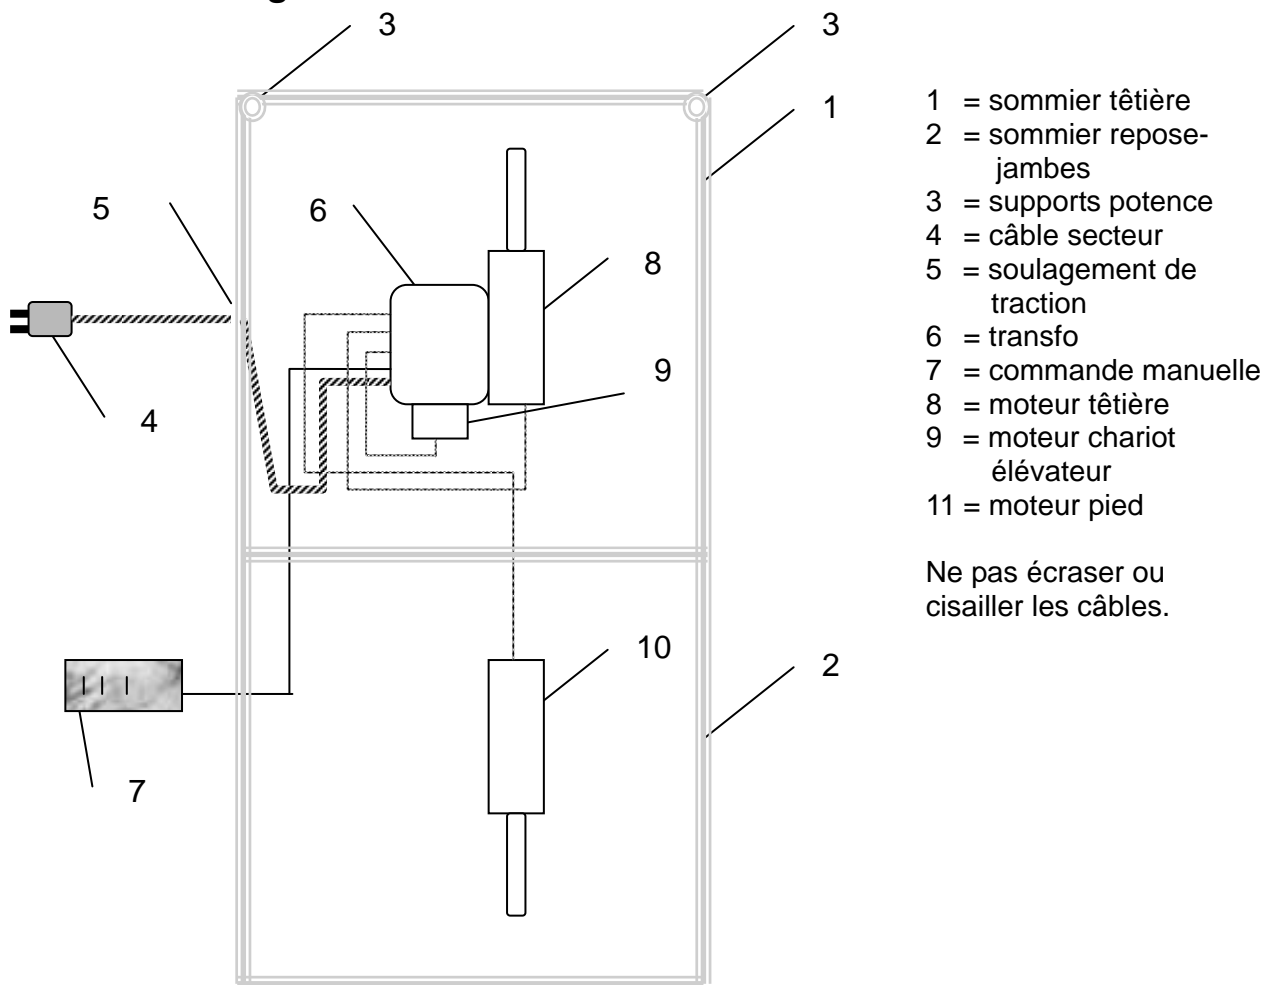 3
3
1
5
6
8
9
4
10
2
7
1 = sommier têtière
2 = sommier repose-
jambes
3 = supports potence
4 = câble secteur
5 = soulagement de
traction
6 = transfo
7 = commande manuelle
8 = moteur têtière
9 = moteur chariot
élévateur
11 = moteur pied
Ne pas écraser ou
cisailler les câbles.